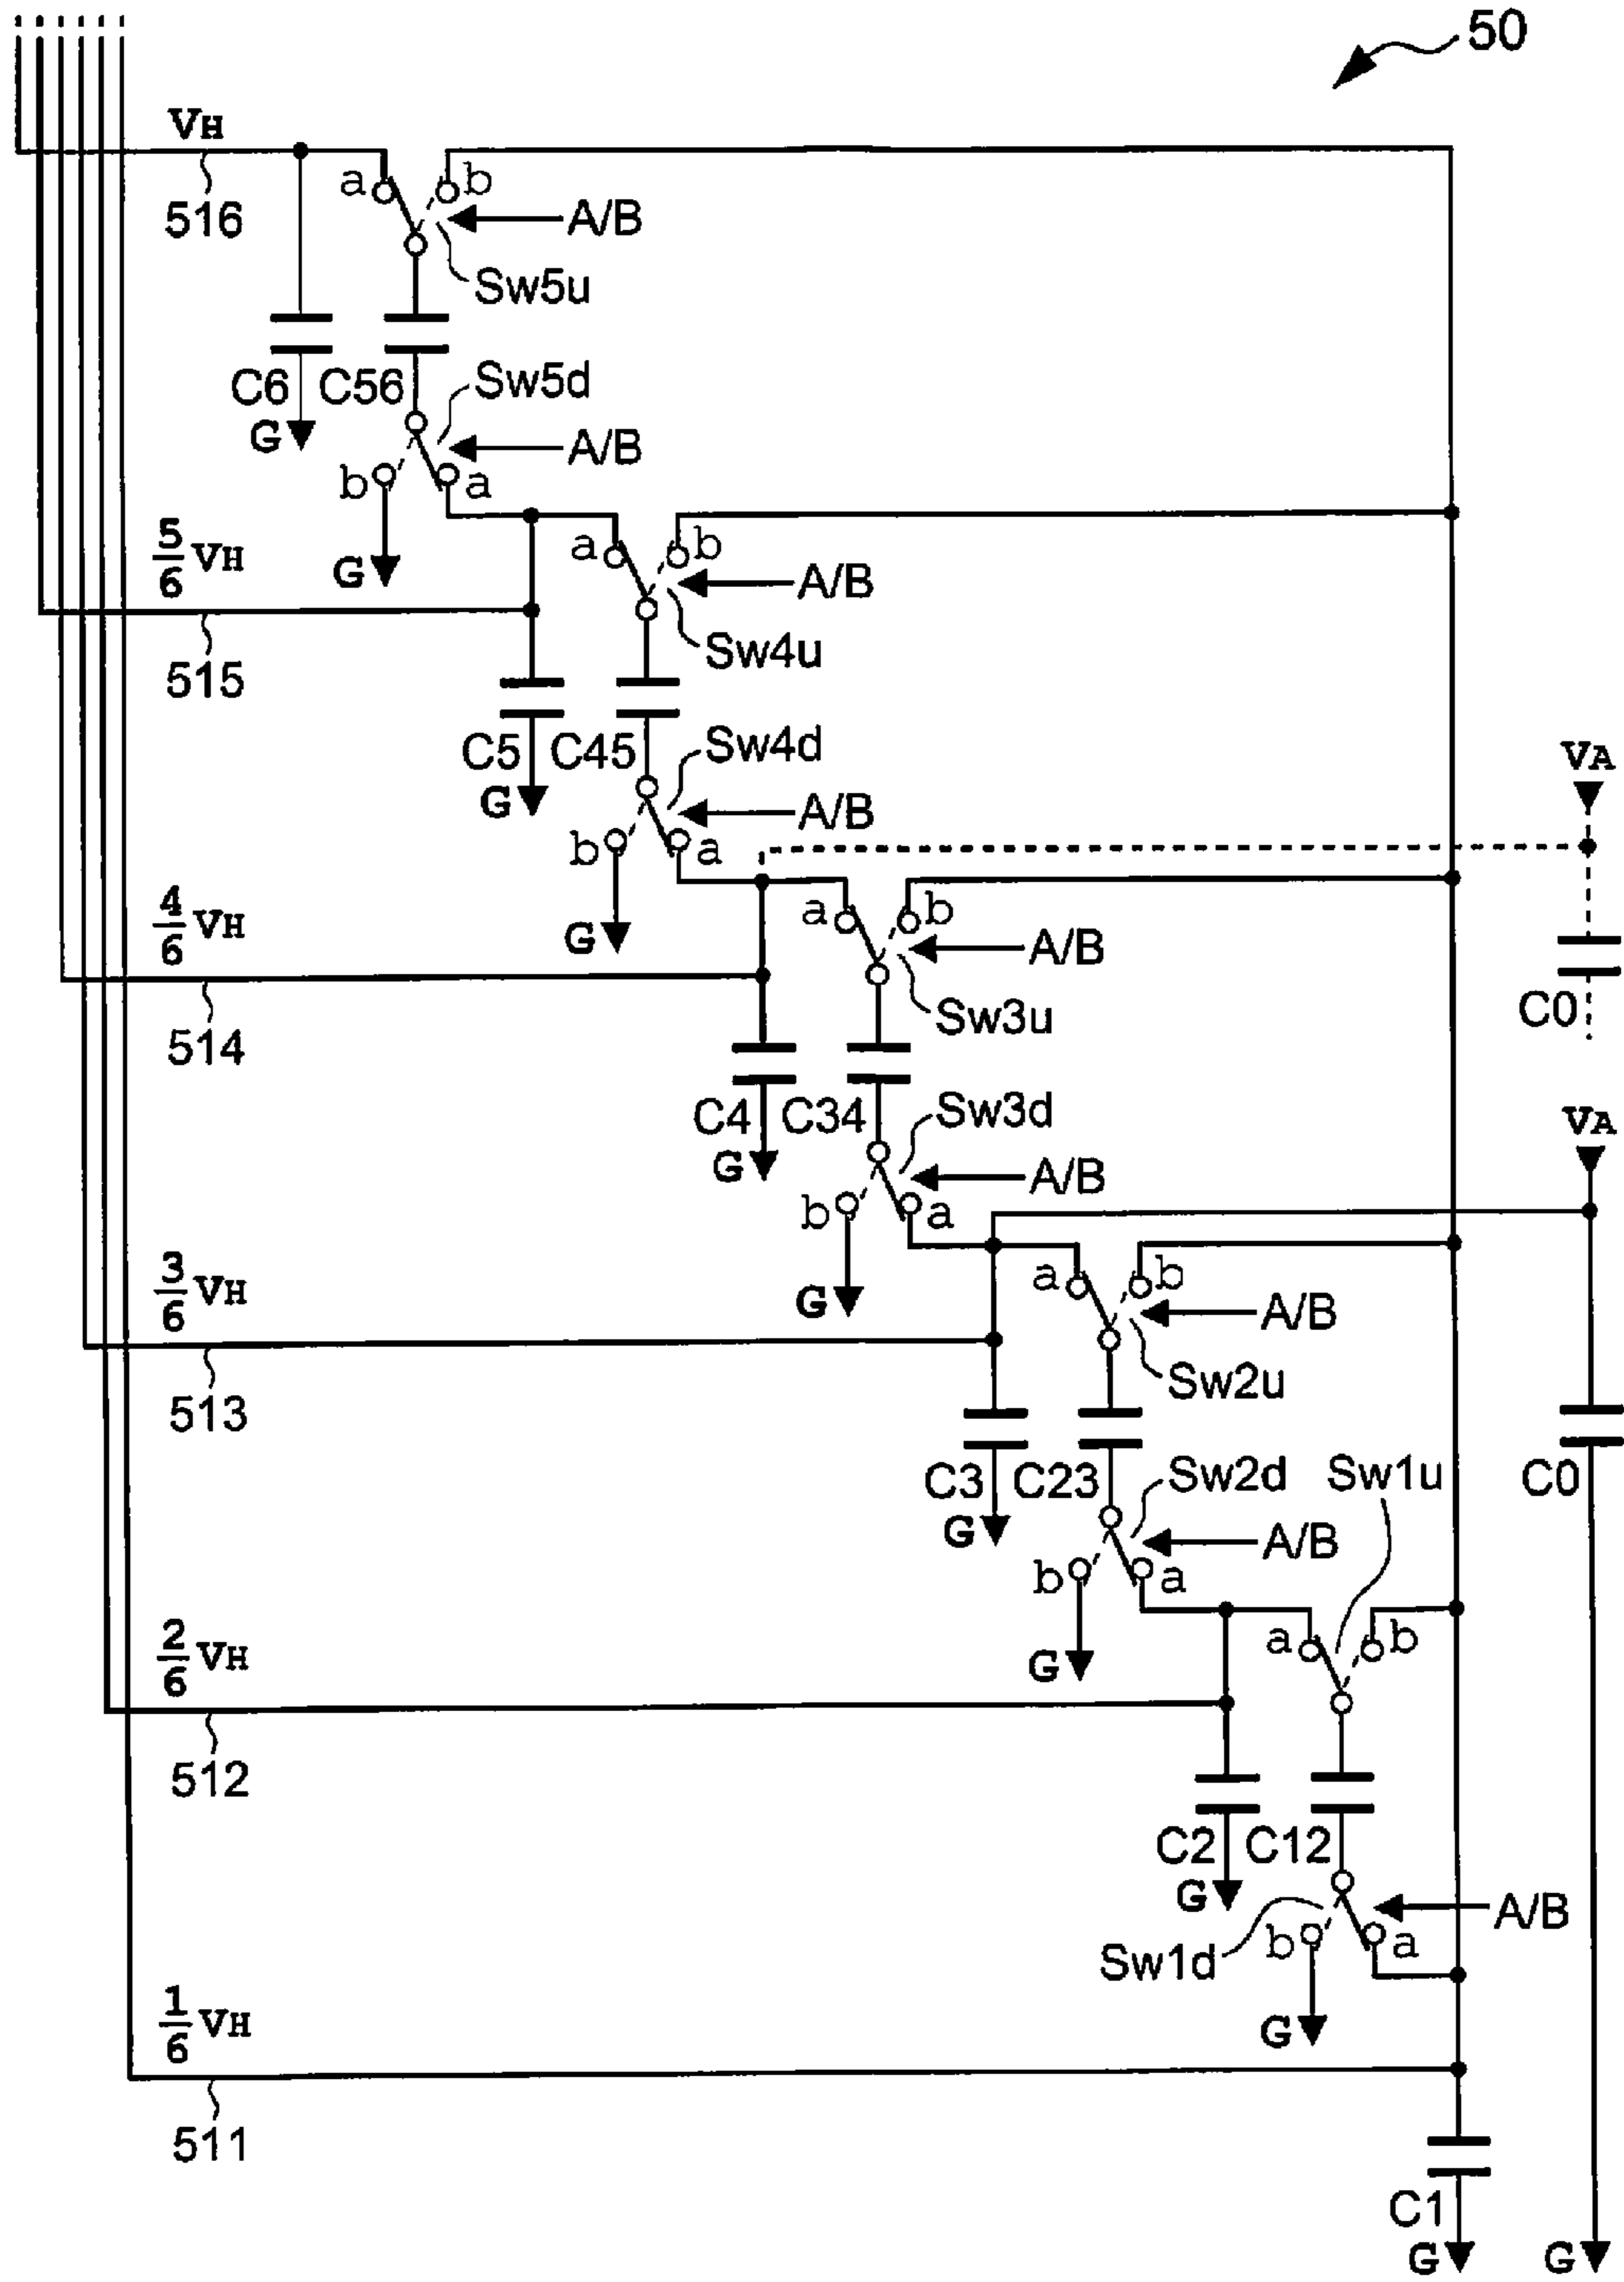 50
VH
a
b
A/B
516
Sw5u
C6
C56
Sw5d
G
A/B
b
a
5/6 VH
G
a
b
A/B
515
Sw4u
C5
C45
Sw4d
VA
G
A/B
b
a
4/6 VH
G
a
b
A/B
514
Sw3u
C0
C4
C34
Sw3d
VA
G
A/B
b
a
3/6 VH
G
a
b
A/B
513
Sw2u
C3
C23
Sw2d
Sw1u
C0
G
A/B
b
a
2/6 VH
G
a
b
512
C2
C12
G
A/B
Sw1d
b
a
1/6 VH
G
511
C1
G
G